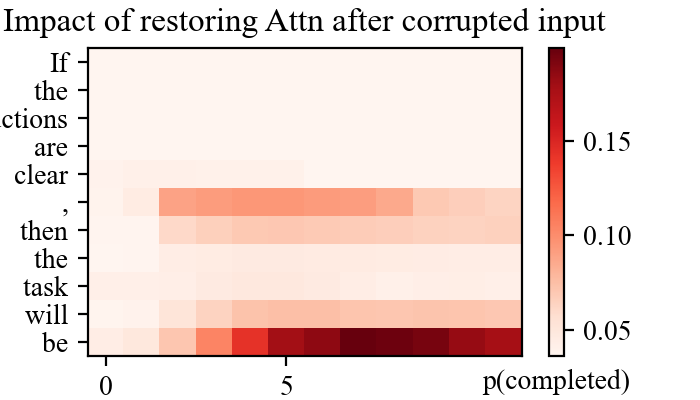 Impact of restoring Attn after corrupted input
If
the
ctions
are
clear
,
then
the
task
will
be
0
5
0.15
0.10
0.05
p(completed)